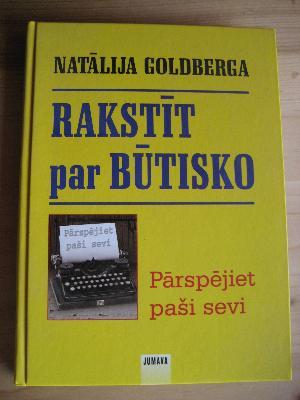 NATĀLIJA GOLDBERGA
RAKSTĪT
par BŪTISKO
Pārspējiet
paši sevi
Pārspējiet
paši sevi
JUMAVA